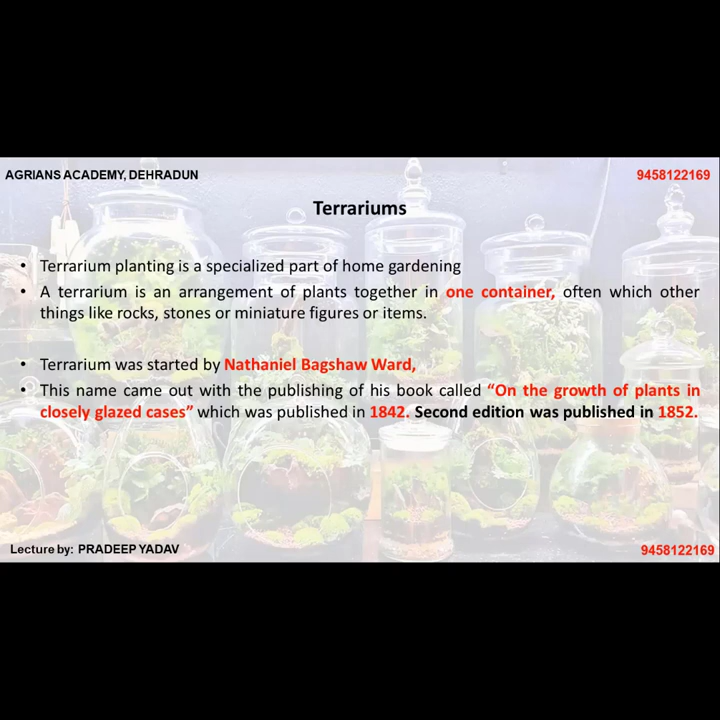 AGRIANS ACADEMY, DEHRADUN
9458122169
Terrariums
• Terrarium planting is a specialized part of home gardening
• A terrarium is an arrangement of plants together in one container, often which other
things like rocks, stones or miniature figures or items.
• Terrarium was started by Nathaniel Bagshaw Ward,
• This name came out with the publishing of his book called “On the growth of plants in
closely glazed cases” which was published in 1842. Second edition was published in 1852.
Lecture by: PRADEEP YADAV
9458122169